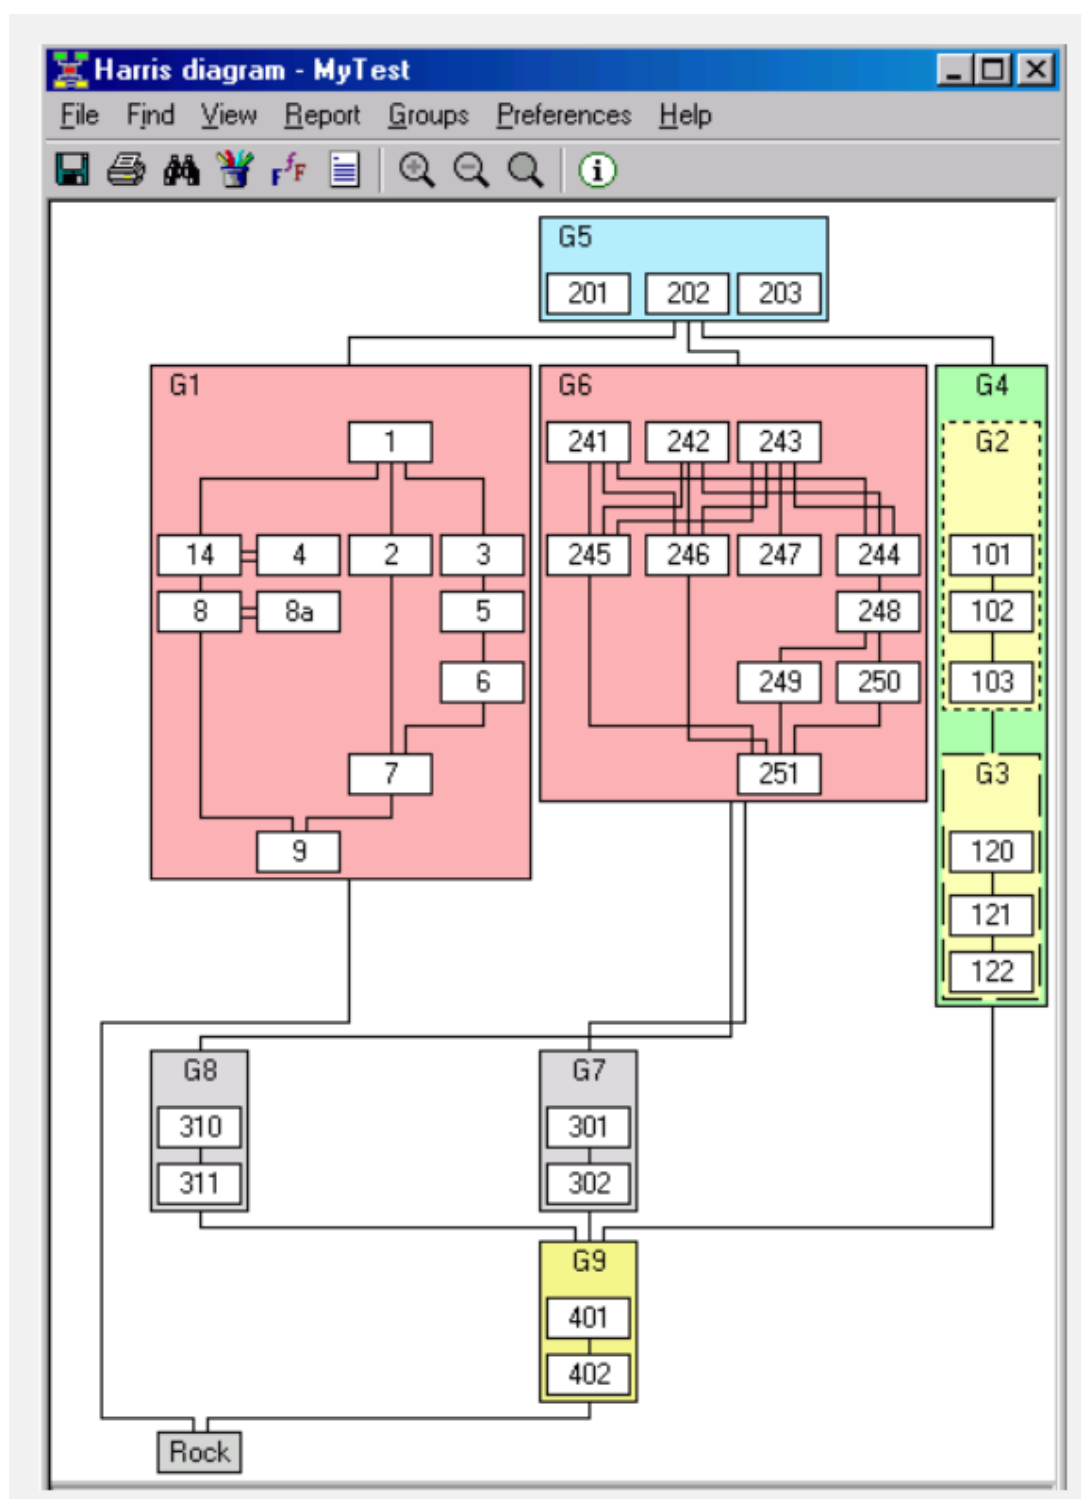 Harris diagram - MyTest
File Find View Report Groups Preferences Help
F f F i
G5
201 202 203
G1 G6 G4
1 241 242 243 G2
14 4 2 3 245 246 247 244 101
8 8a 5 248 102
6 249 250 103
7 251 G3
9 120
121
122
G8 G7
310 301
311 302
G9
401
402
Rock